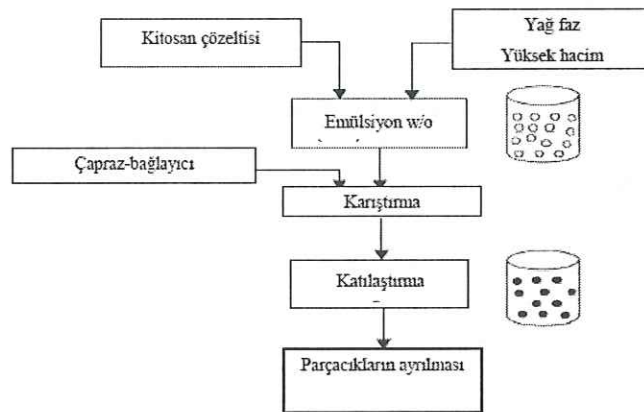 Kitosan çözeltisi
Yağ faz
Yüksek hacim
Emülsiyon w/o
Çapraz-bağlayıcı
Karıştırma
Katılaştırma
Parçacıkların ayrılması